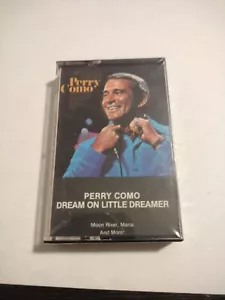 Perry
Como
PERRY COMO
DREAM ON LITTLE DREAMER
Moon River, Maria,
And More!